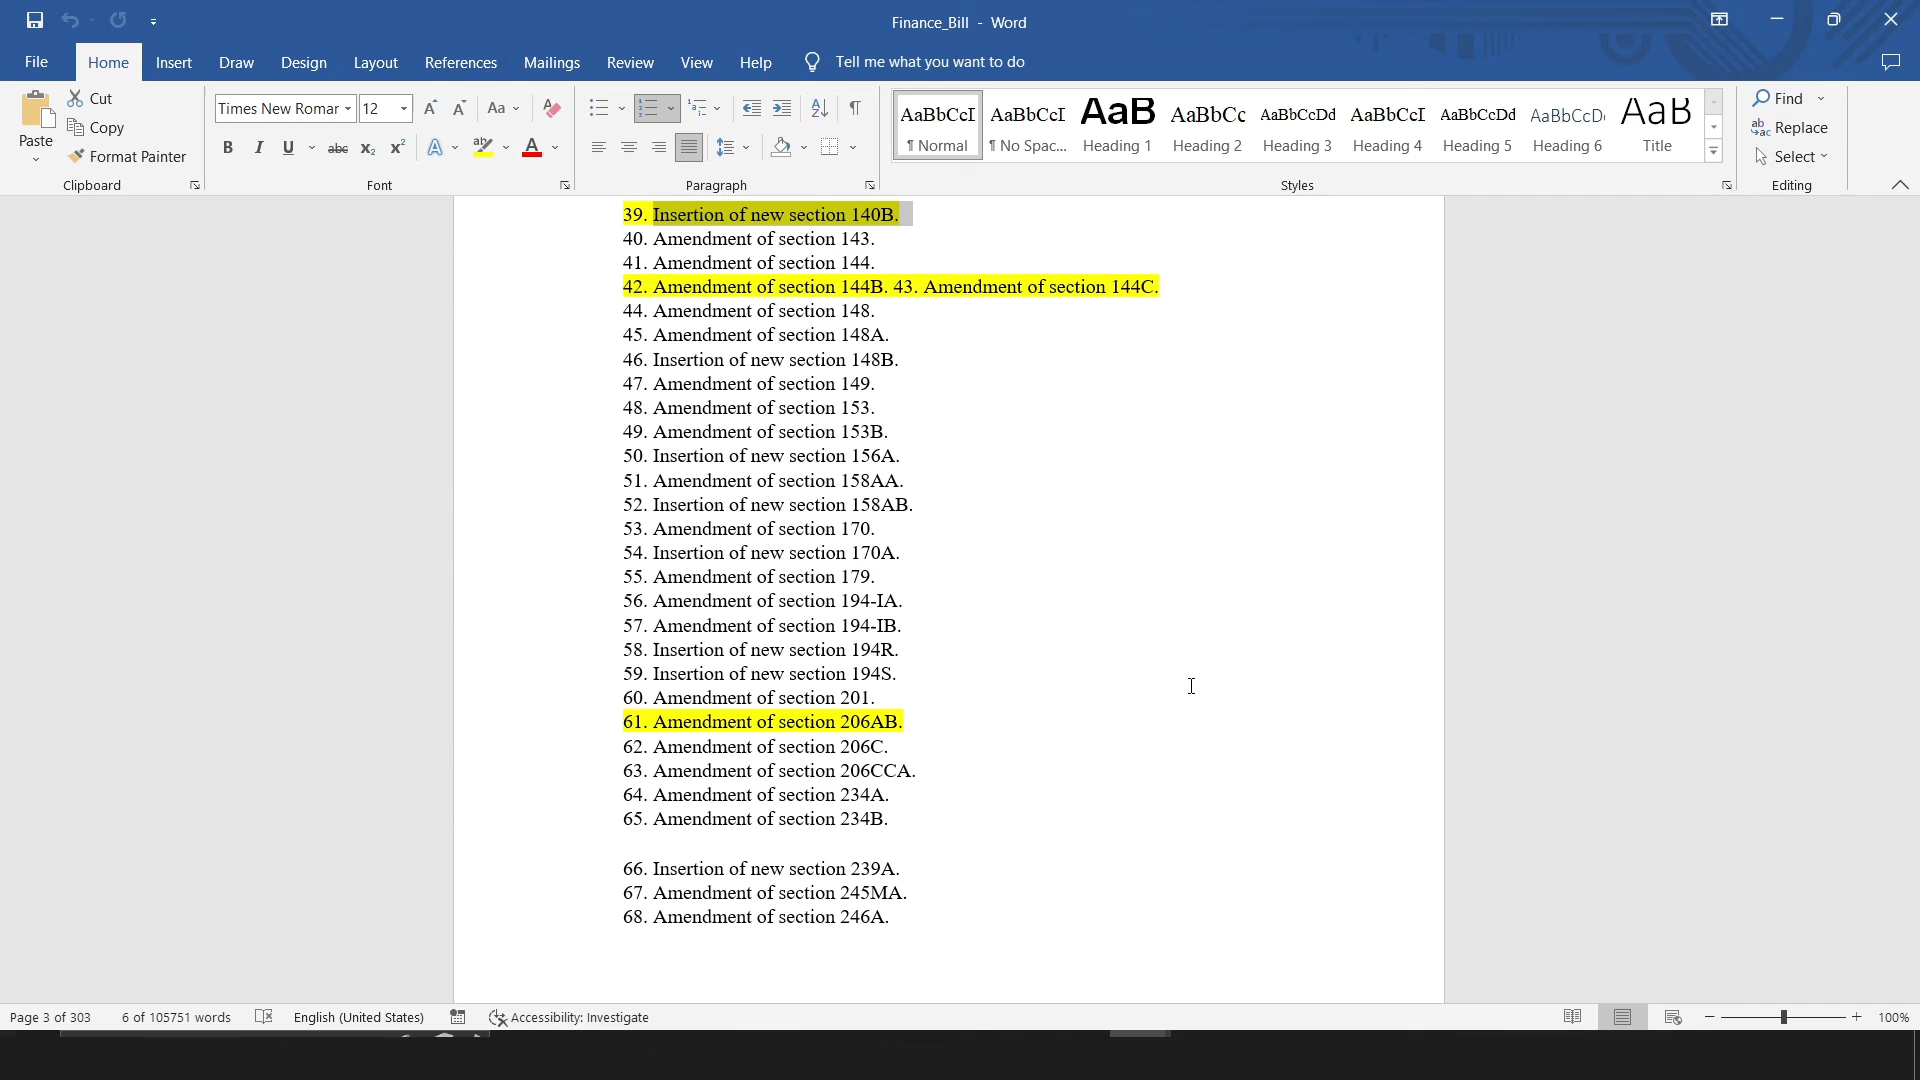 Finance_Bill - Word
File Home Insert Draw Design Layout References Mailings Review View Help Tell me what you want to do
Paste
Cut
Copy
Format Painter
Clipboard
Times New Roman 12
Font
Paragraph
AaBbCcI AaBbCcI AaB AaBbCc AaBbCcDd AaBbCcI AaBbCcDd AaBbCcD AaB
¶ Normal ¶ No Spac... Heading 1 Heading 2 Heading 3 Heading 4 Heading 5 Heading 6 Title
Styles
Find
Replace
Select
Editing
39. Insertion of new section 140B.
40. Amendment of section 143.
41. Amendment of section 144.
42. Amendment of section 144B. 43. Amendment of section 144C.
44. Amendment of section 148.
45. Amendment of section 148A.
46. Insertion of new section 148B.
47. Amendment of section 149.
48. Amendment of section 153.
49. Amendment of section 153B.
50. Insertion of new section 156A.
51. Amendment of section 158AA.
52. Insertion of new section 158AB.
53. Amendment of section 170.
54. Insertion of new section 170A.
55. Amendment of section 179.
56. Amendment of section 194-IA.
57. Amendment of section 194-IB.
58. Insertion of new section 194R.
59. Insertion of new section 194S.
60. Amendment of section 201.
61. Amendment of section 206AB.
62. Amendment of section 206C.
63. Amendment of section 206CCA.
64. Amendment of section 234A.
65. Amendment of section 234B.
66. Insertion of new section 239A.
67. Amendment of section 245MA.
68. Amendment of section 246A.
Page 3 of 303 6 of 105751 words English (United States) Accessibility: Investigate 100%